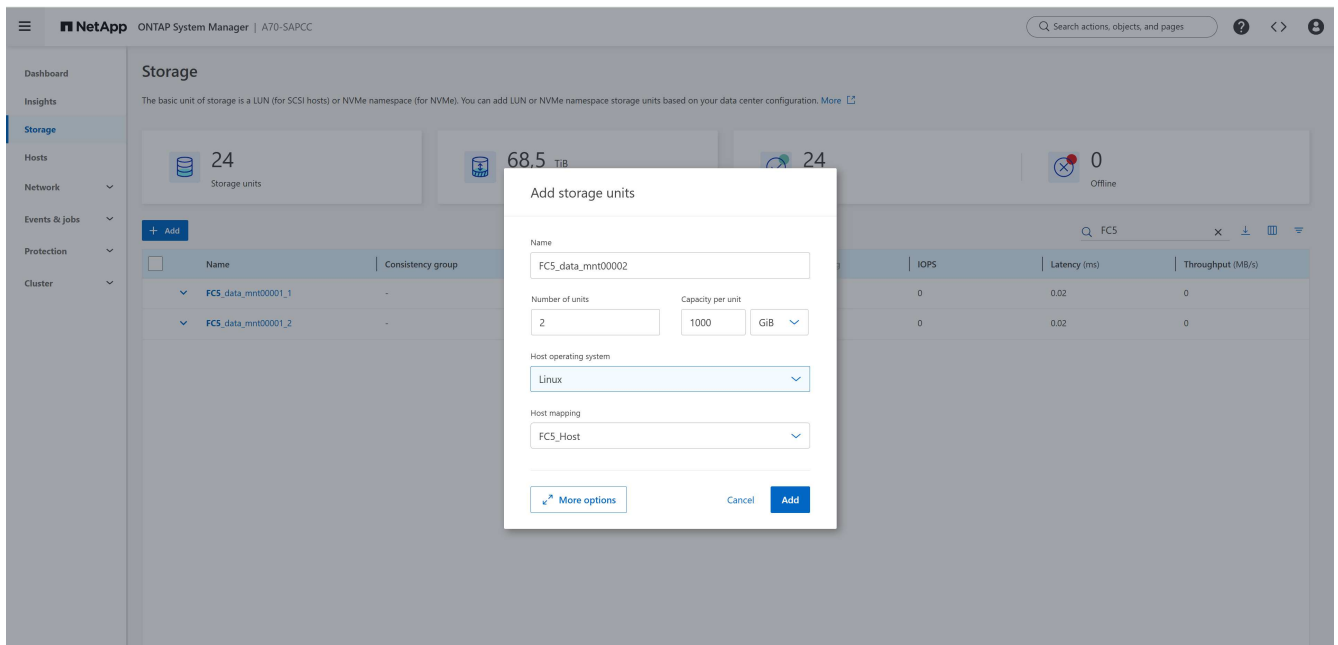 NetApp ONTAP System Manager | A70-SAPCC
Search actions, objects, and pages
Dashboard
Insights
Storage
Hosts
Network
Events & jobs
Protection
Cluster
Storage
The basic unit of storage is a LUN (for SCSI hosts) or NVMe namespace (for NVMe). You can add LUN or NVMe namespace storage units based on your data center configuration. More
24
Storage units
68,5 TiB
24
0
Offline
+ Add
FC5
Name Consistency group IOPS Latency (ms) Throughput (MB/s)
FC5_data_mnt00001_1 - 0 0.02 0
FC5_data_mnt00001_2 - 0 0.02 0
Add storage units
Name
FC5_data_mnt00002
Number of units Capacity per unit
2 1000 GiB
Host operating system
Linux
Host mapping
FC5_Host
More options Cancel Add